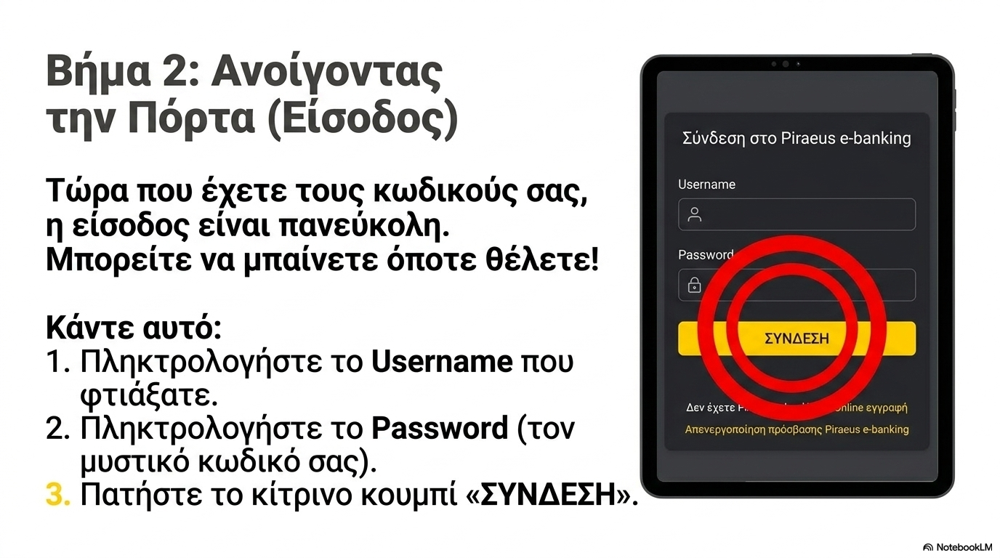 Βήμα 2: Ανοίγοντας
την Πόρτα (Είσοδος)
Τώρα που έχετε τους κωδικούς σας,
η είσοδος είναι πανεύκολη.
Μπορείτε να μπαίνετε όποτε θέλετε!
Κάντε αυτό:
1. Πληκτρολογήστε το Username που
φτιάξατε.
2. Πληκτρολογήστε το Password (τον
μυστικό κωδικό σας).
3. Πατήστε το κίτρινο κουμπί «ΣΥΝΔΕΣΗ».
Σύνδεση στο Piraeus e-banking
Username
Password
ΣΥΝΔΕΣΗ
Δεν έχετε εγγραφή
Απενεργοποίηση πρόσβασης Piraeus e-banking
NotebookLM